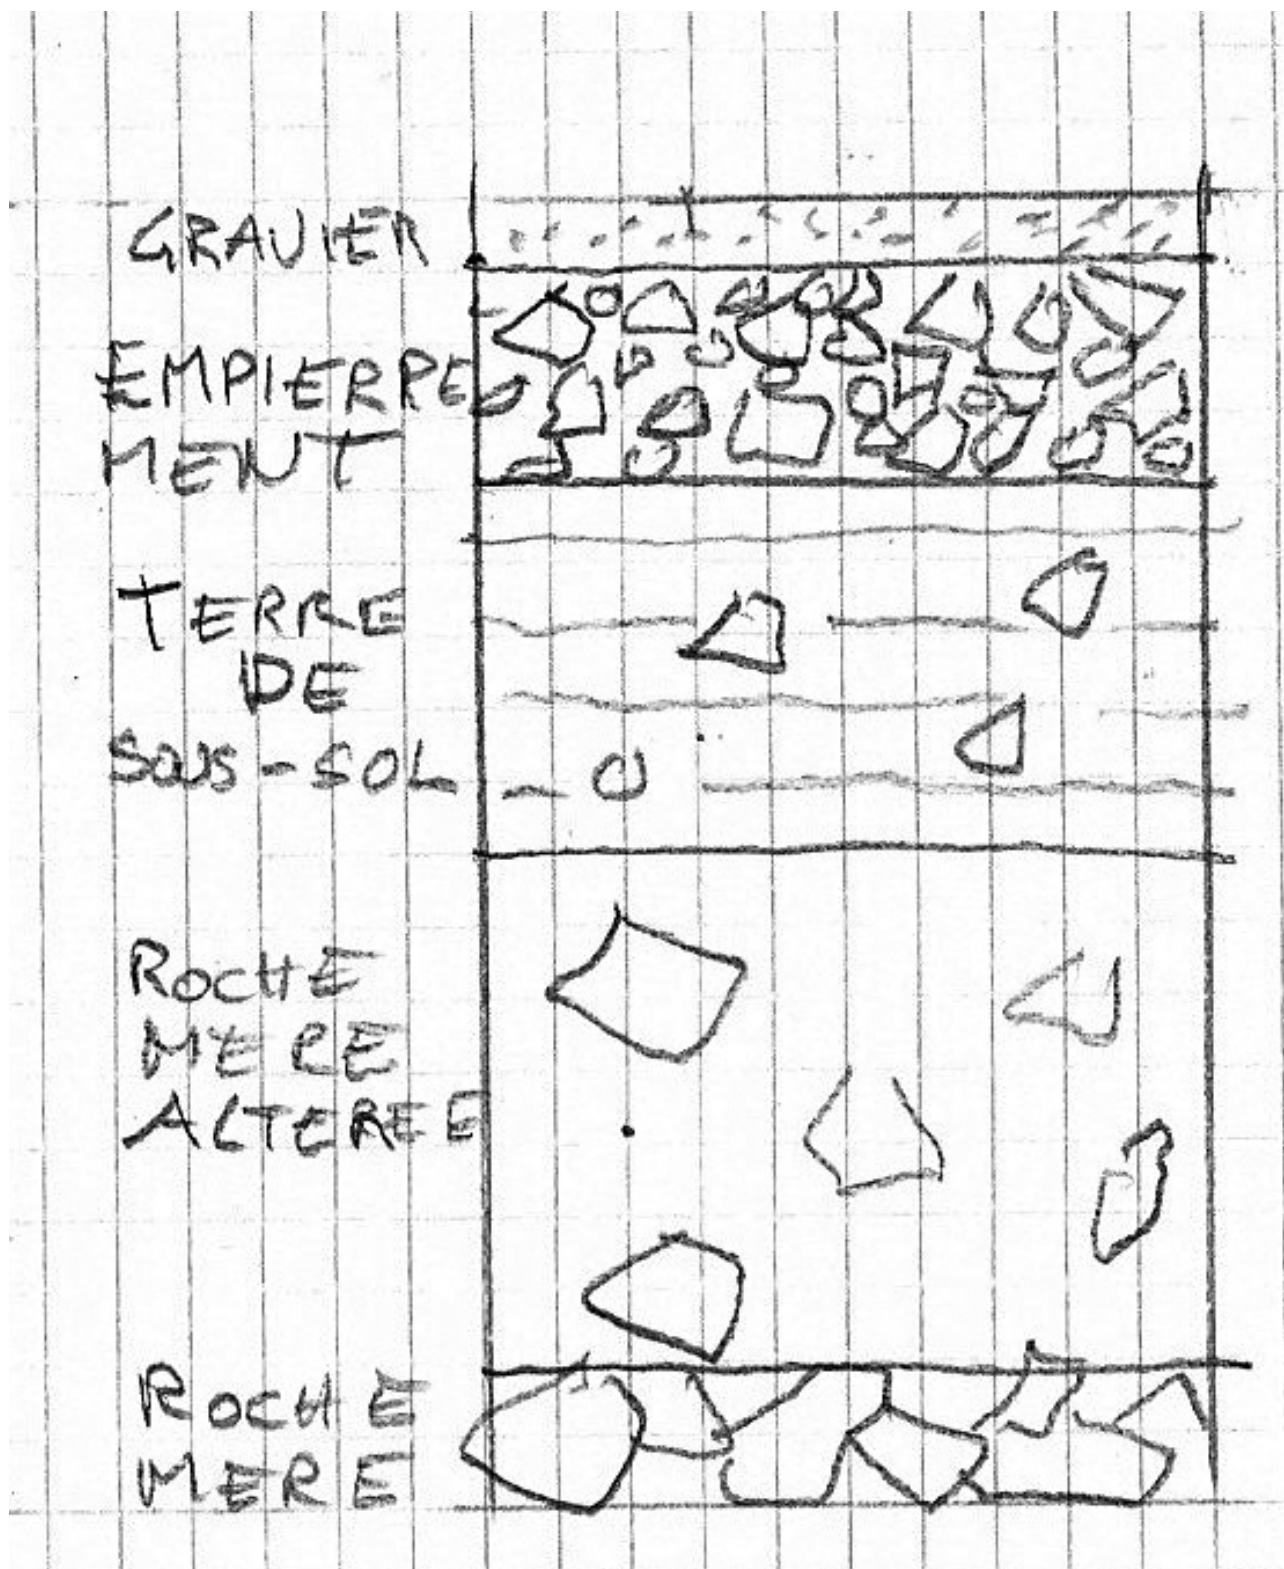 GRAVIER
EMPIERRE
MENT
TERRE
DE
SOUS-SOL
ROCHE
MERE
ALTEREE
ROCHE
MERE